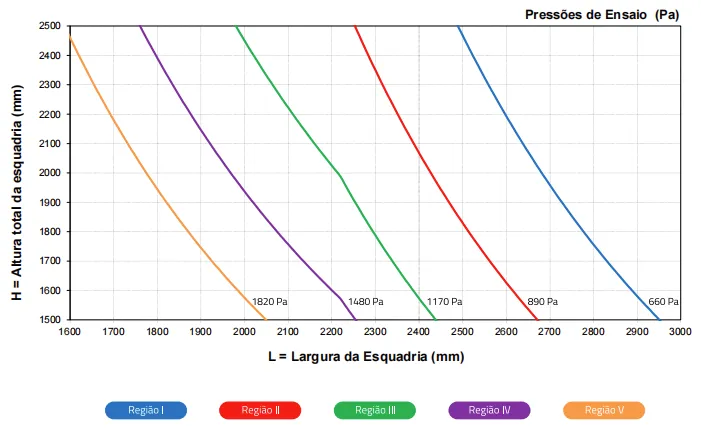 Pressões de Ensaio (Pa)
H = Altura total da esquadria (mm)
2500
2400
2300
2200
2100
2000
1900
1800
1700
1600
1500
1820 Pa
1480 Pa
1170 Pa
890 Pa
660 Pa
1600 1700 1800 1900 2000 2100 2200 2300 2400 2500 2600 2700 2800 2900 3000
L = Largura da Esquadria (mm)
Região I
Região II
Região III
Região IV
Região V